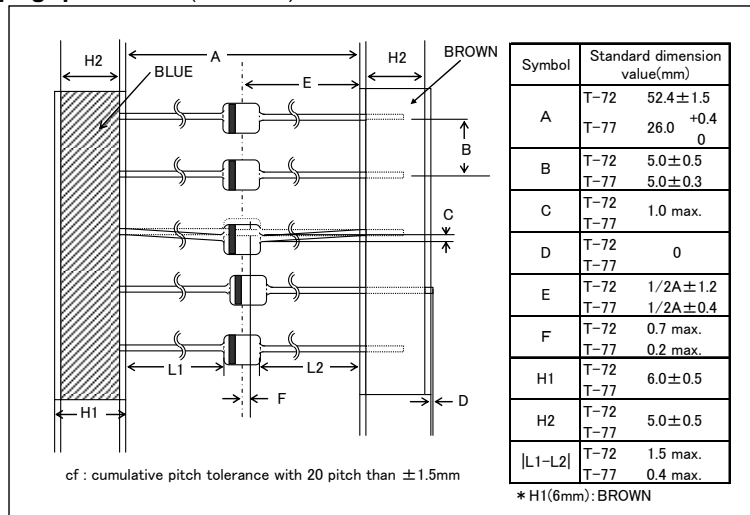 H2
A
BLUE
E
H2
BROWN
B
C
L1
L2
F
H1
D
cf : cumulative pitch tolerance with 20 pitch than ±1.5mm
Symbol Standard dimension
value(mm)
A T-72 52.4±1.5
T-77 26.0 +0.4
0
B T-72 5.0±0.5
T-77 5.0±0.3
C T-72 1.0 max.
T-77
D T-72 0
T-77
E T-72 1/2A±1.2
T-77 1/2A±0.4
F T-72 0.7 max.
T-77 0.2 max.
H1 T-72 6.0±0.5
T-77
H2 T-72 5.0±0.5
T-77
|L1-L2| T-72 1.5 max.
T-77 0.4 max.
*H1(6mm):BROWN